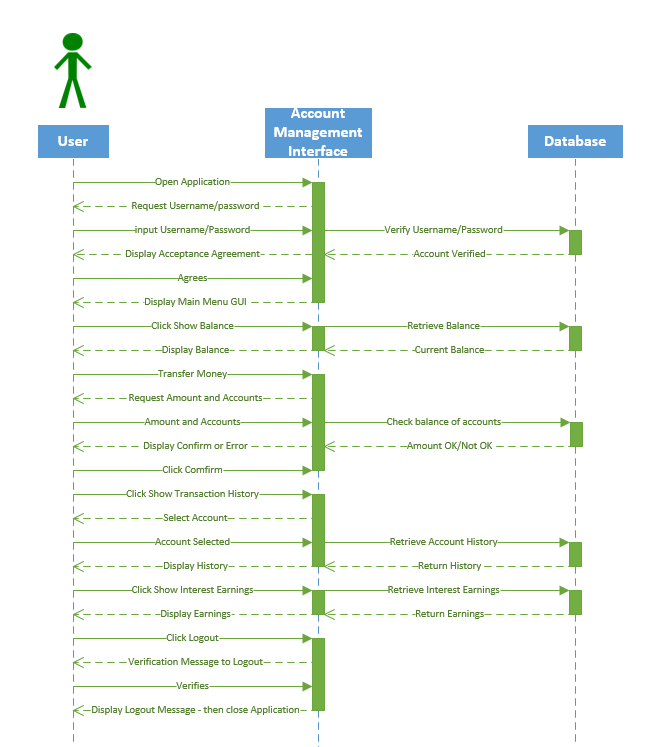 User
Account
Management
Interface
Database
Open Application
Request Username/password
input Username/Password
Verify Username/Password
Display Acceptance Agreement
Account Verified
Agrees
Display Main Menu GUI
Click Show Balance
Retrieve Balance
Display Balance
Current Balance
Transfer Money
Request Amount and Accounts
Amount and Accounts
Check balance of accounts
Display Confirm or Error
Amount OK/Not OK
Click Comfirm
Click Show Transaction History
Select Account
Account Selected
Retrieve Account History
Display History
Return History
Click Show Interest Earnings
Retrieve Interest Earnings
Display Earnings
Return Earnings
Click Logout
Verification Message to Logout
Verifies
Display Logout Message - then close Application